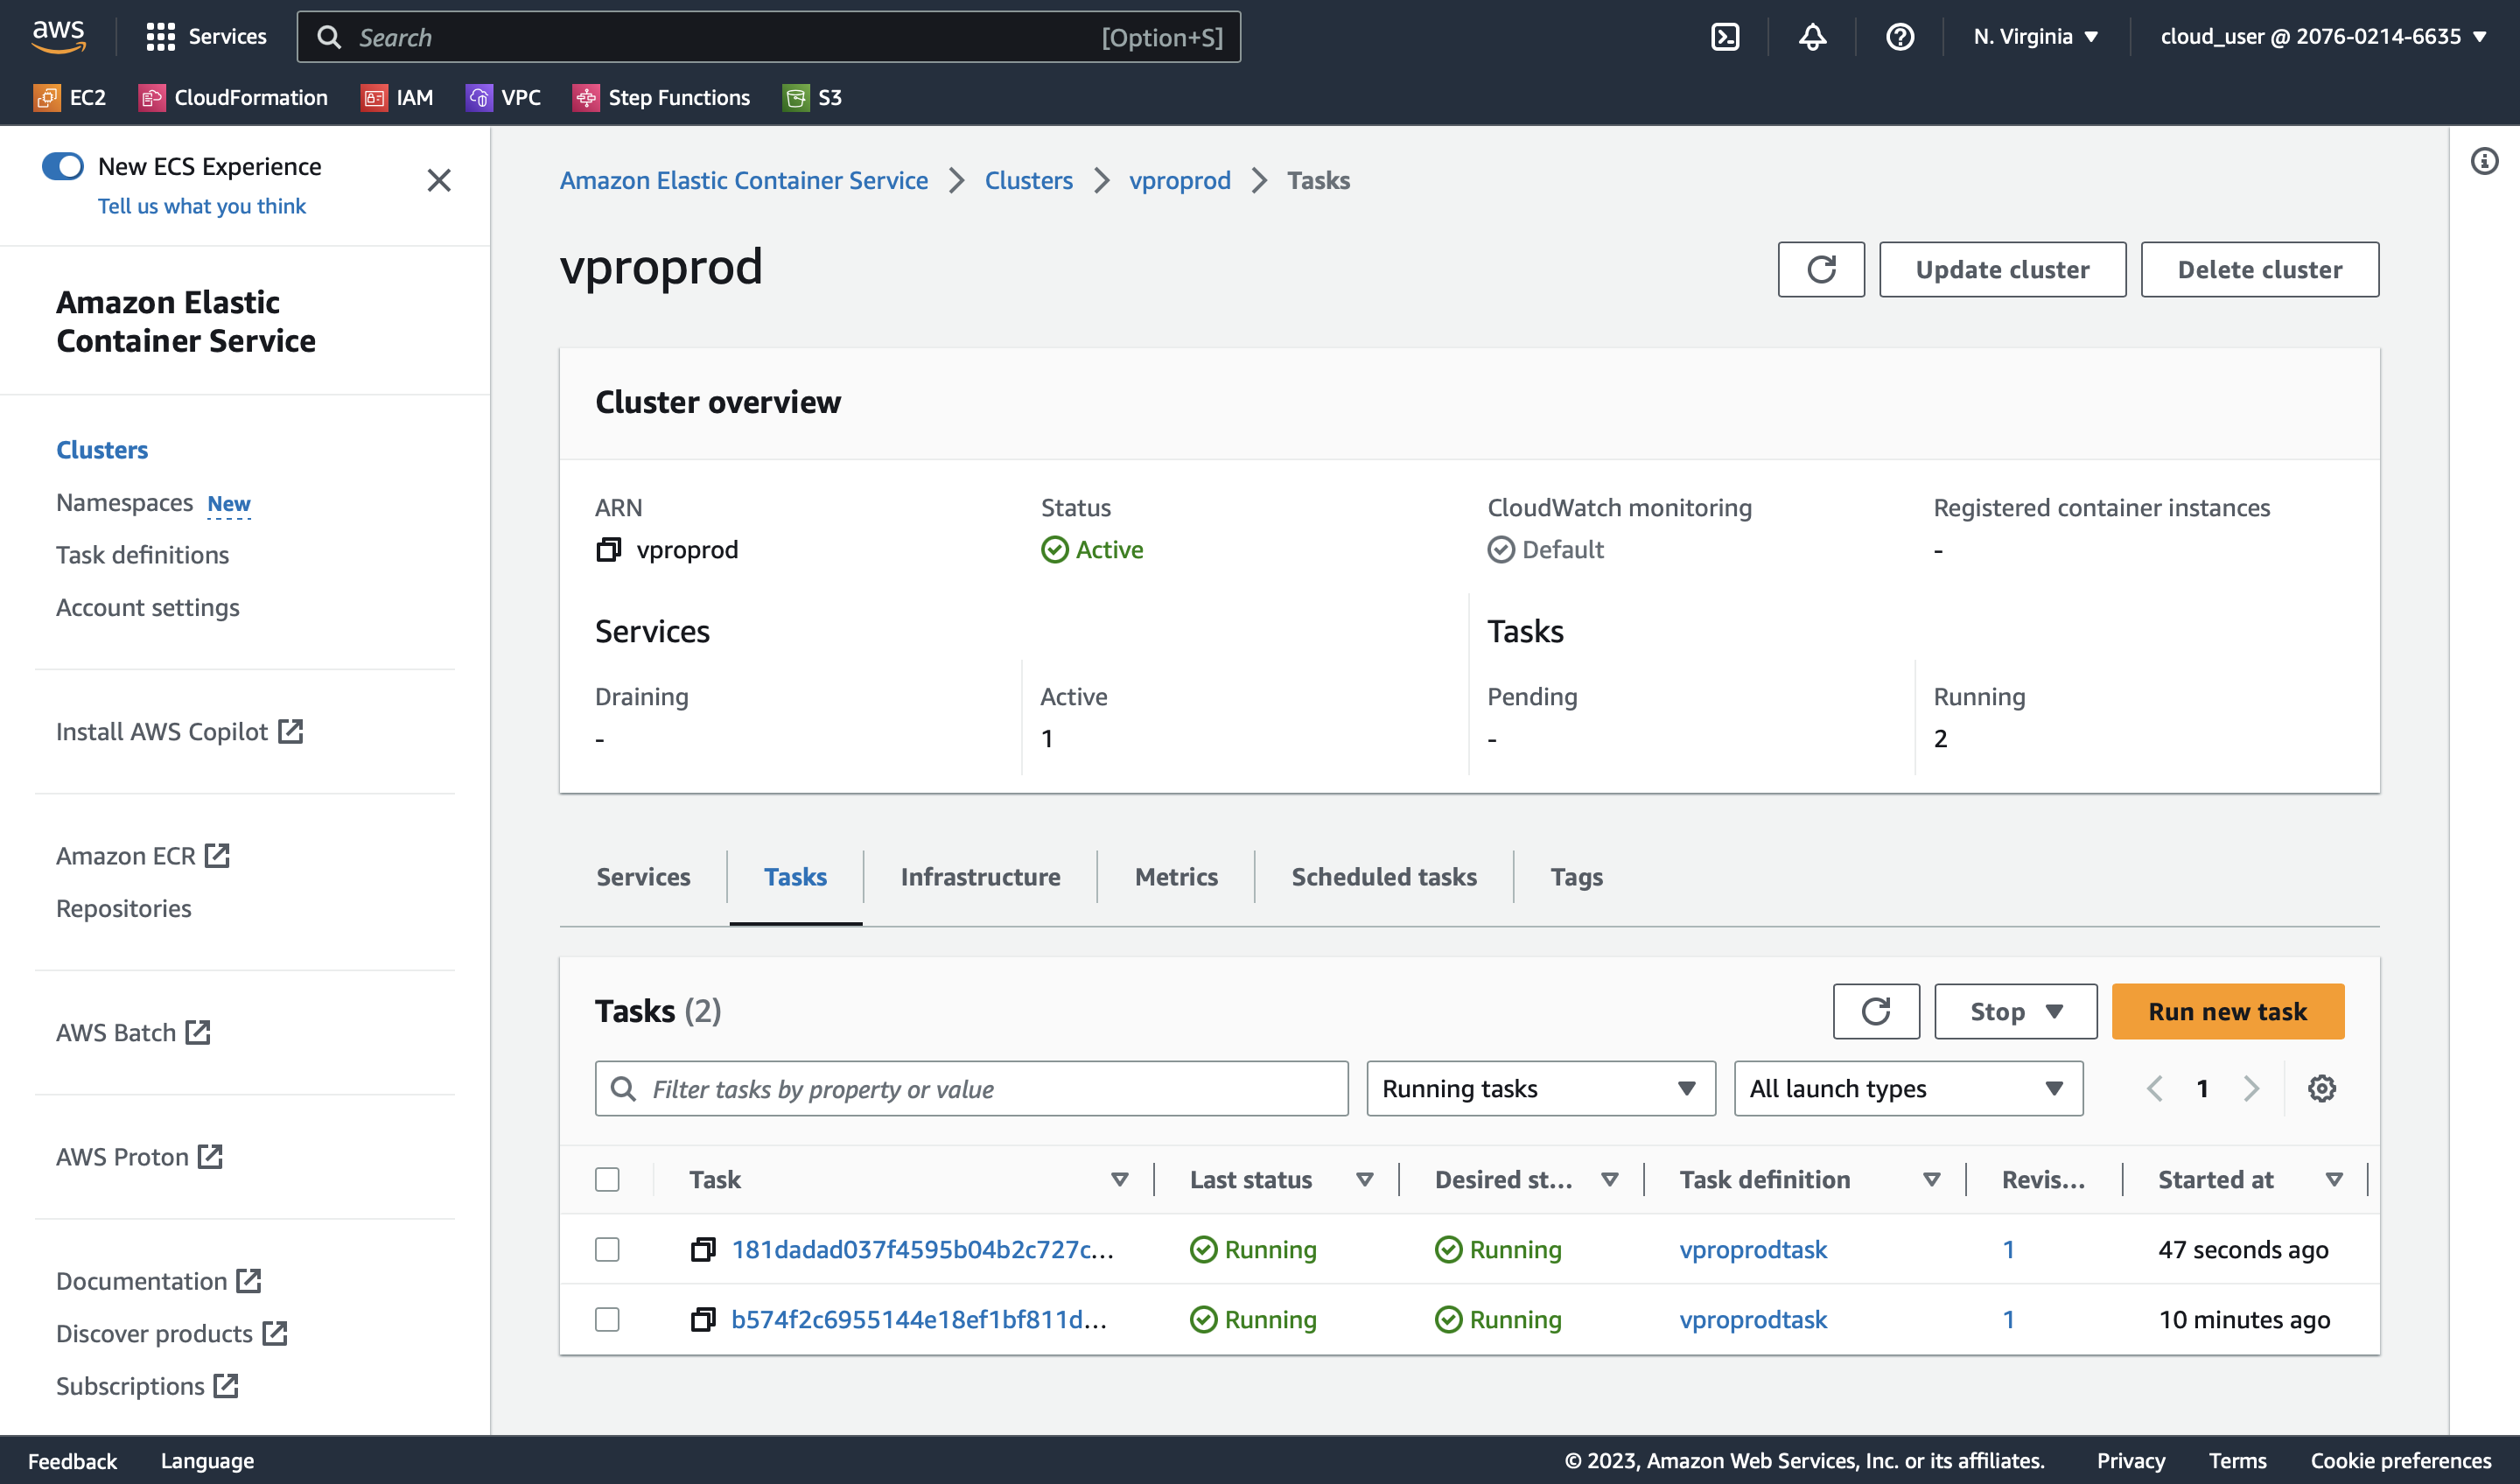 aws
Services
Search [Option+S]
N. Virginia
cloud_user @ 2076-0214-6635
EC2
CloudFormation
IAM
VPC
Step Functions
S3
New ECS Experience
Tell us what you think
Amazon Elastic
Container Service
Clusters
Namespaces New
Task definitions
Account settings
Install AWS Copilot
Amazon ECR
Repositories
AWS Batch
AWS Proton
Documentation
Discover products
Subscriptions
Amazon Elastic Container Service
Clusters
vproprod
Tasks
vproprod
Update cluster
Delete cluster
Cluster overview
ARN
vproprod
Status
Active
CloudWatch monitoring
Default
Registered container instances
-
Services
Draining
-
Active
1
Tasks
Pending
-
Running
2
Services
Tasks
Infrastructure
Metrics
Scheduled tasks
Tags
Tasks (2)
Stop
Run new task
Filter tasks by property or value
Running tasks
All launch types
1
Task Last status Desired st... Task definition Revis... Started at
181dadad037f4595b04b2c727c... Running Running vproprodtask 1 47 seconds ago
b574f2c6955144e18ef1bf811d... Running Running vproprodtask 1 10 minutes ago
Feedback
Language
© 2023, Amazon Web Services, Inc. or its affiliates.
Privacy
Terms
Cookie preferences